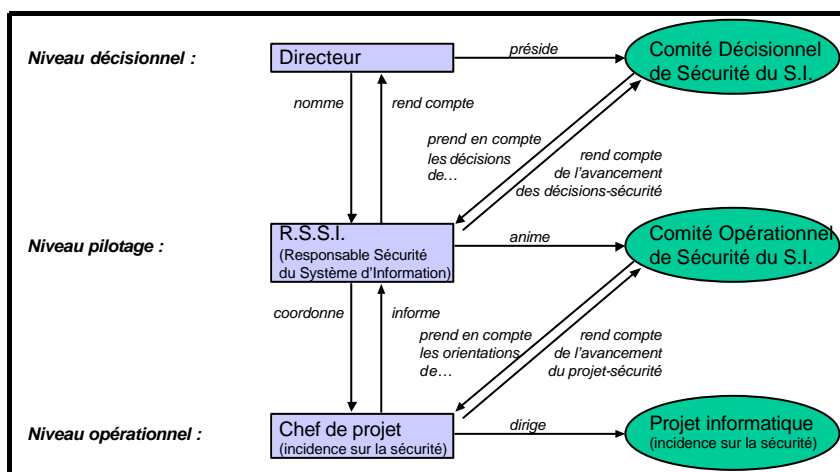 Niveau décisionnel :
Directeur
préside
Comité Décisionnel
de Sécurité du S.I.
nomme
rend compte
prend en compte
les décisions
de…
rend compte
de l’avancement
des décisions-sécurité
Niveau pilotage :
R.S.S.I.
(Responsable Sécurité
du Système d’Information)
anime
Comité Opérationnel
de Sécurité du S.I.
coordonne
informe
prend en compte
les orientations
de…
rend compte
de l’avancement
du projet-sécurité
Niveau opérationnel :
Chef de projet
(incidence sur la sécurité)
dirige
Projet informatique
(incidence sur la sécurité)